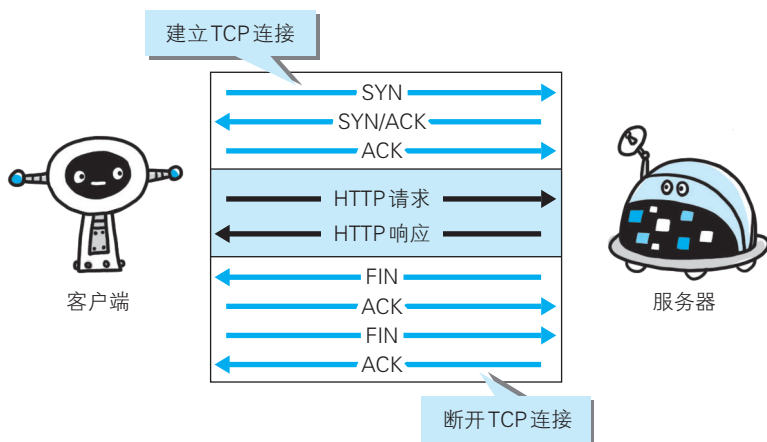 建立TCP连接
SYN
SYN/ACK
ACK
HTTP请求
HTTP响应
FIN
ACK
FIN
ACK
客户端
服务器
断开TCP连接